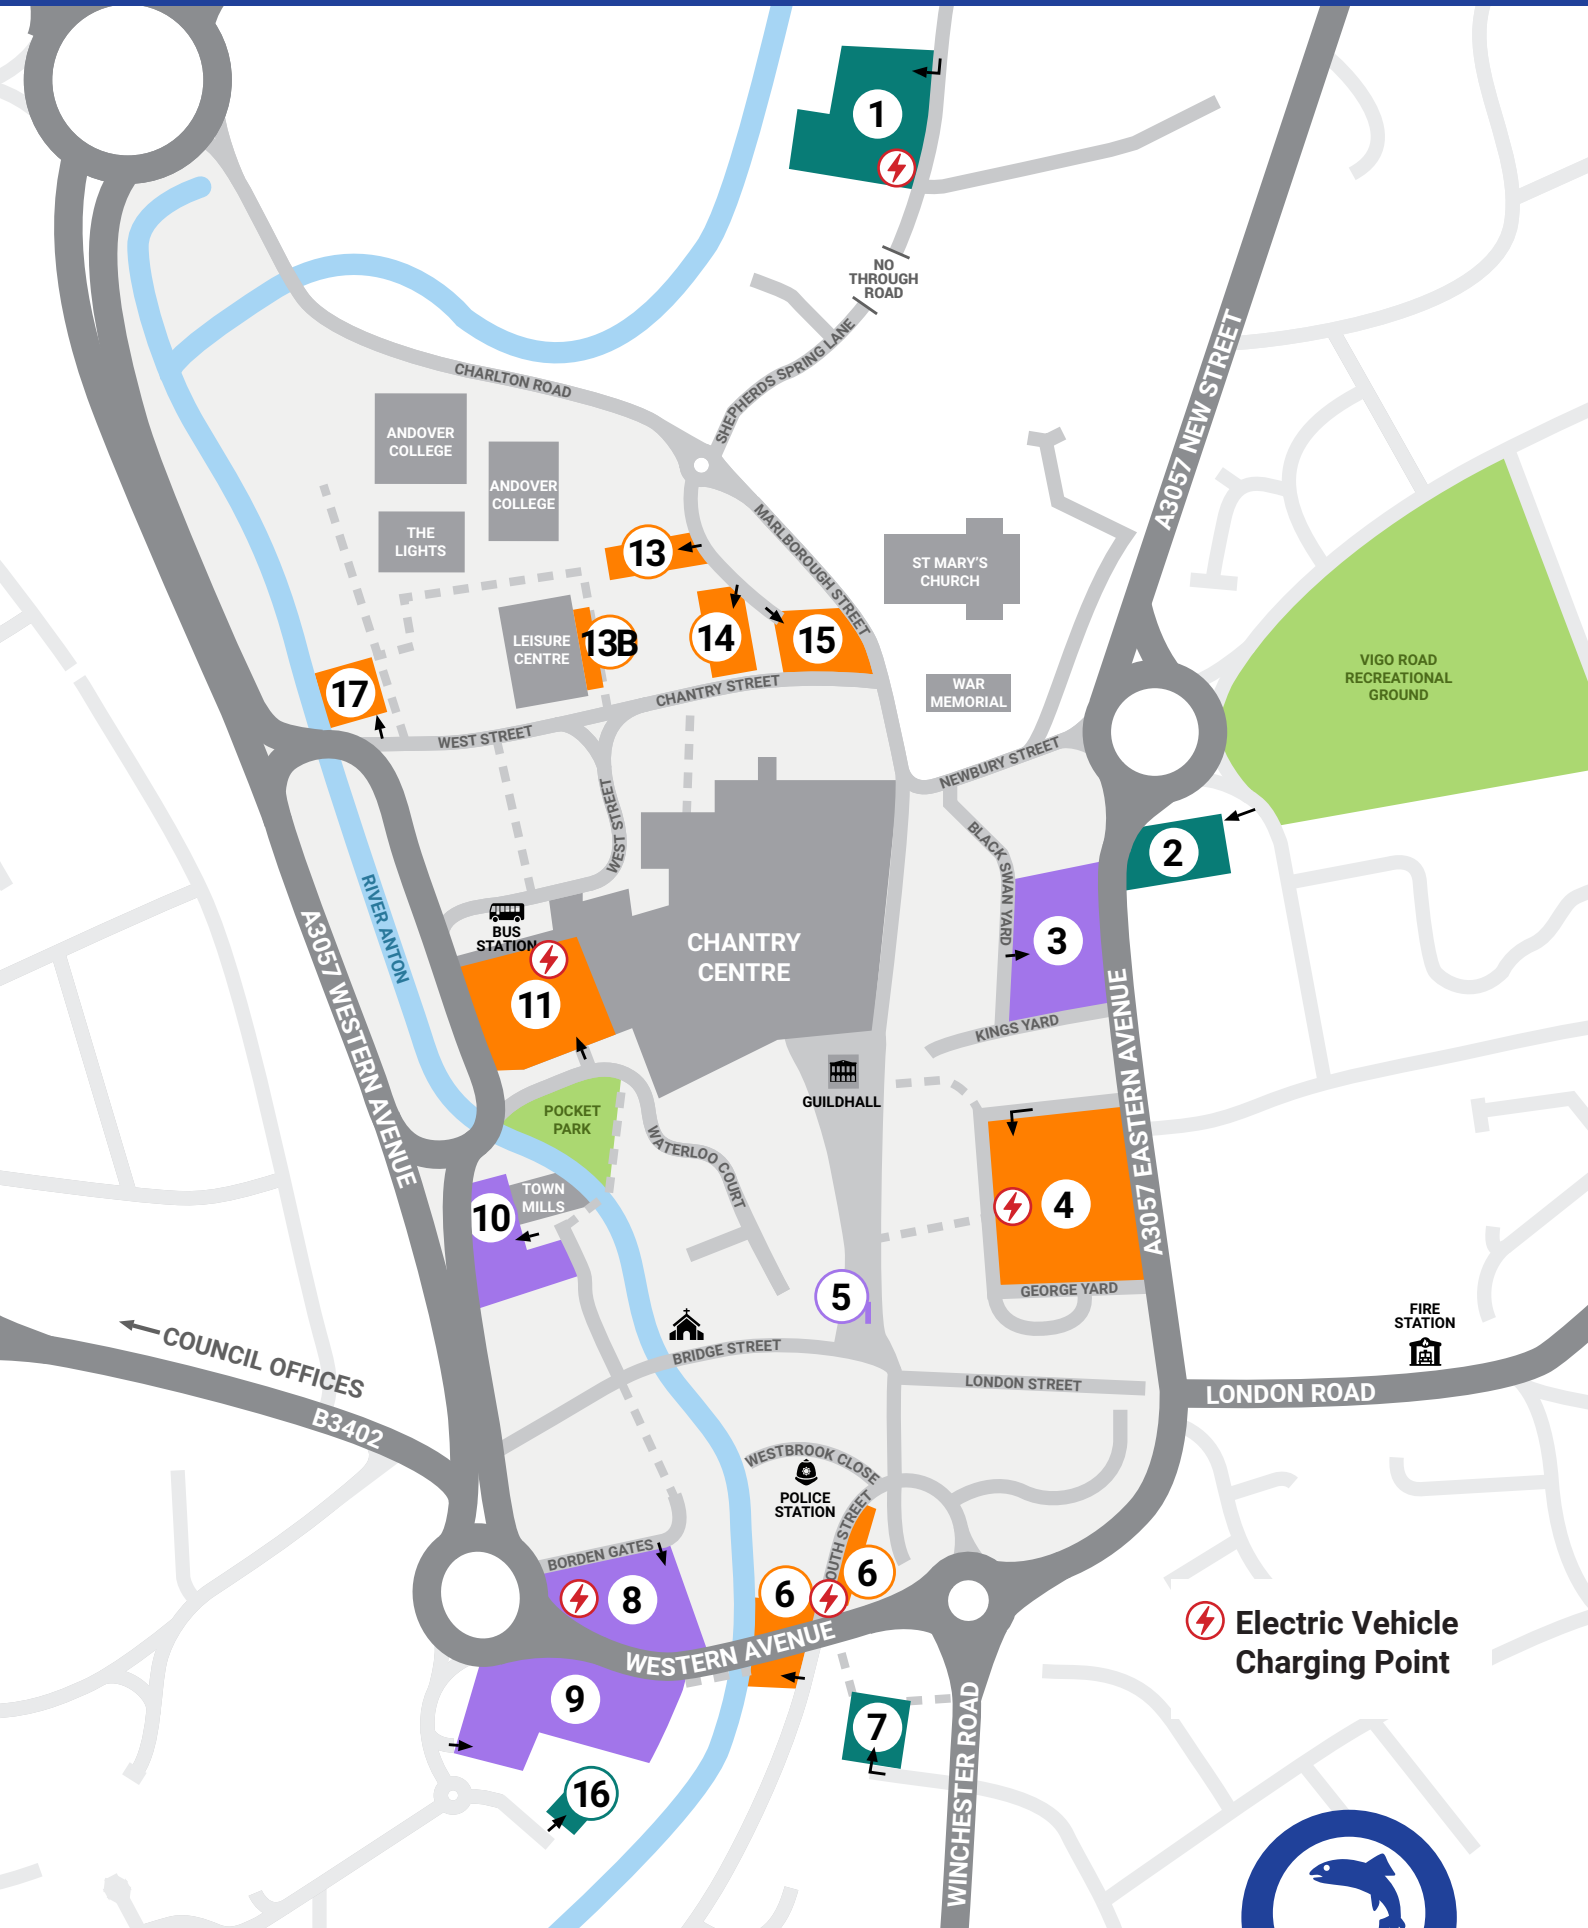 1
NO
THROUGH
ROAD
SHEPHERDS SPRING LANE
CHARLTON ROAD
A3057 NEW STREET
ANDOVER
COLLEGE
ANDOVER
COLLEGE
THE
LIGHTS
MARLBOROUGH STREET
13
ST MARY'S
CHURCH
LEISURE
CENTRE
13B
14
15
VIGO ROAD
RECREATIONAL
GROUND
17
CHANTRY STREET
WAR
MEMORIAL
WEST STREET
NEWBURY STREET
WEST STREET
BLACK SWAN YARD
2
RIVER ANTON
A3057 WESTERN AVENUE
BUS
STATION
CHANTRY
CENTRE
3
11
KINGS YARD
A3057 EASTERN AVENUE
GUILDHALL
POCKET
PARK
WATERLOO COURT
TOWN
MILLS
10
4
GEORGE YARD
5
FIRE
STATION
COUNCIL OFFICES
B3402
BRIDGE STREET
LONDON STREET
LONDON ROAD
WESTBROOK CLOSE
POLICE
STATION
SOUTH STREET
BORDEN GATES
8
6
6
WESTERN AVENUE
Electric Vehicle
Charging Point
9
7
WINCHESTER ROAD
16